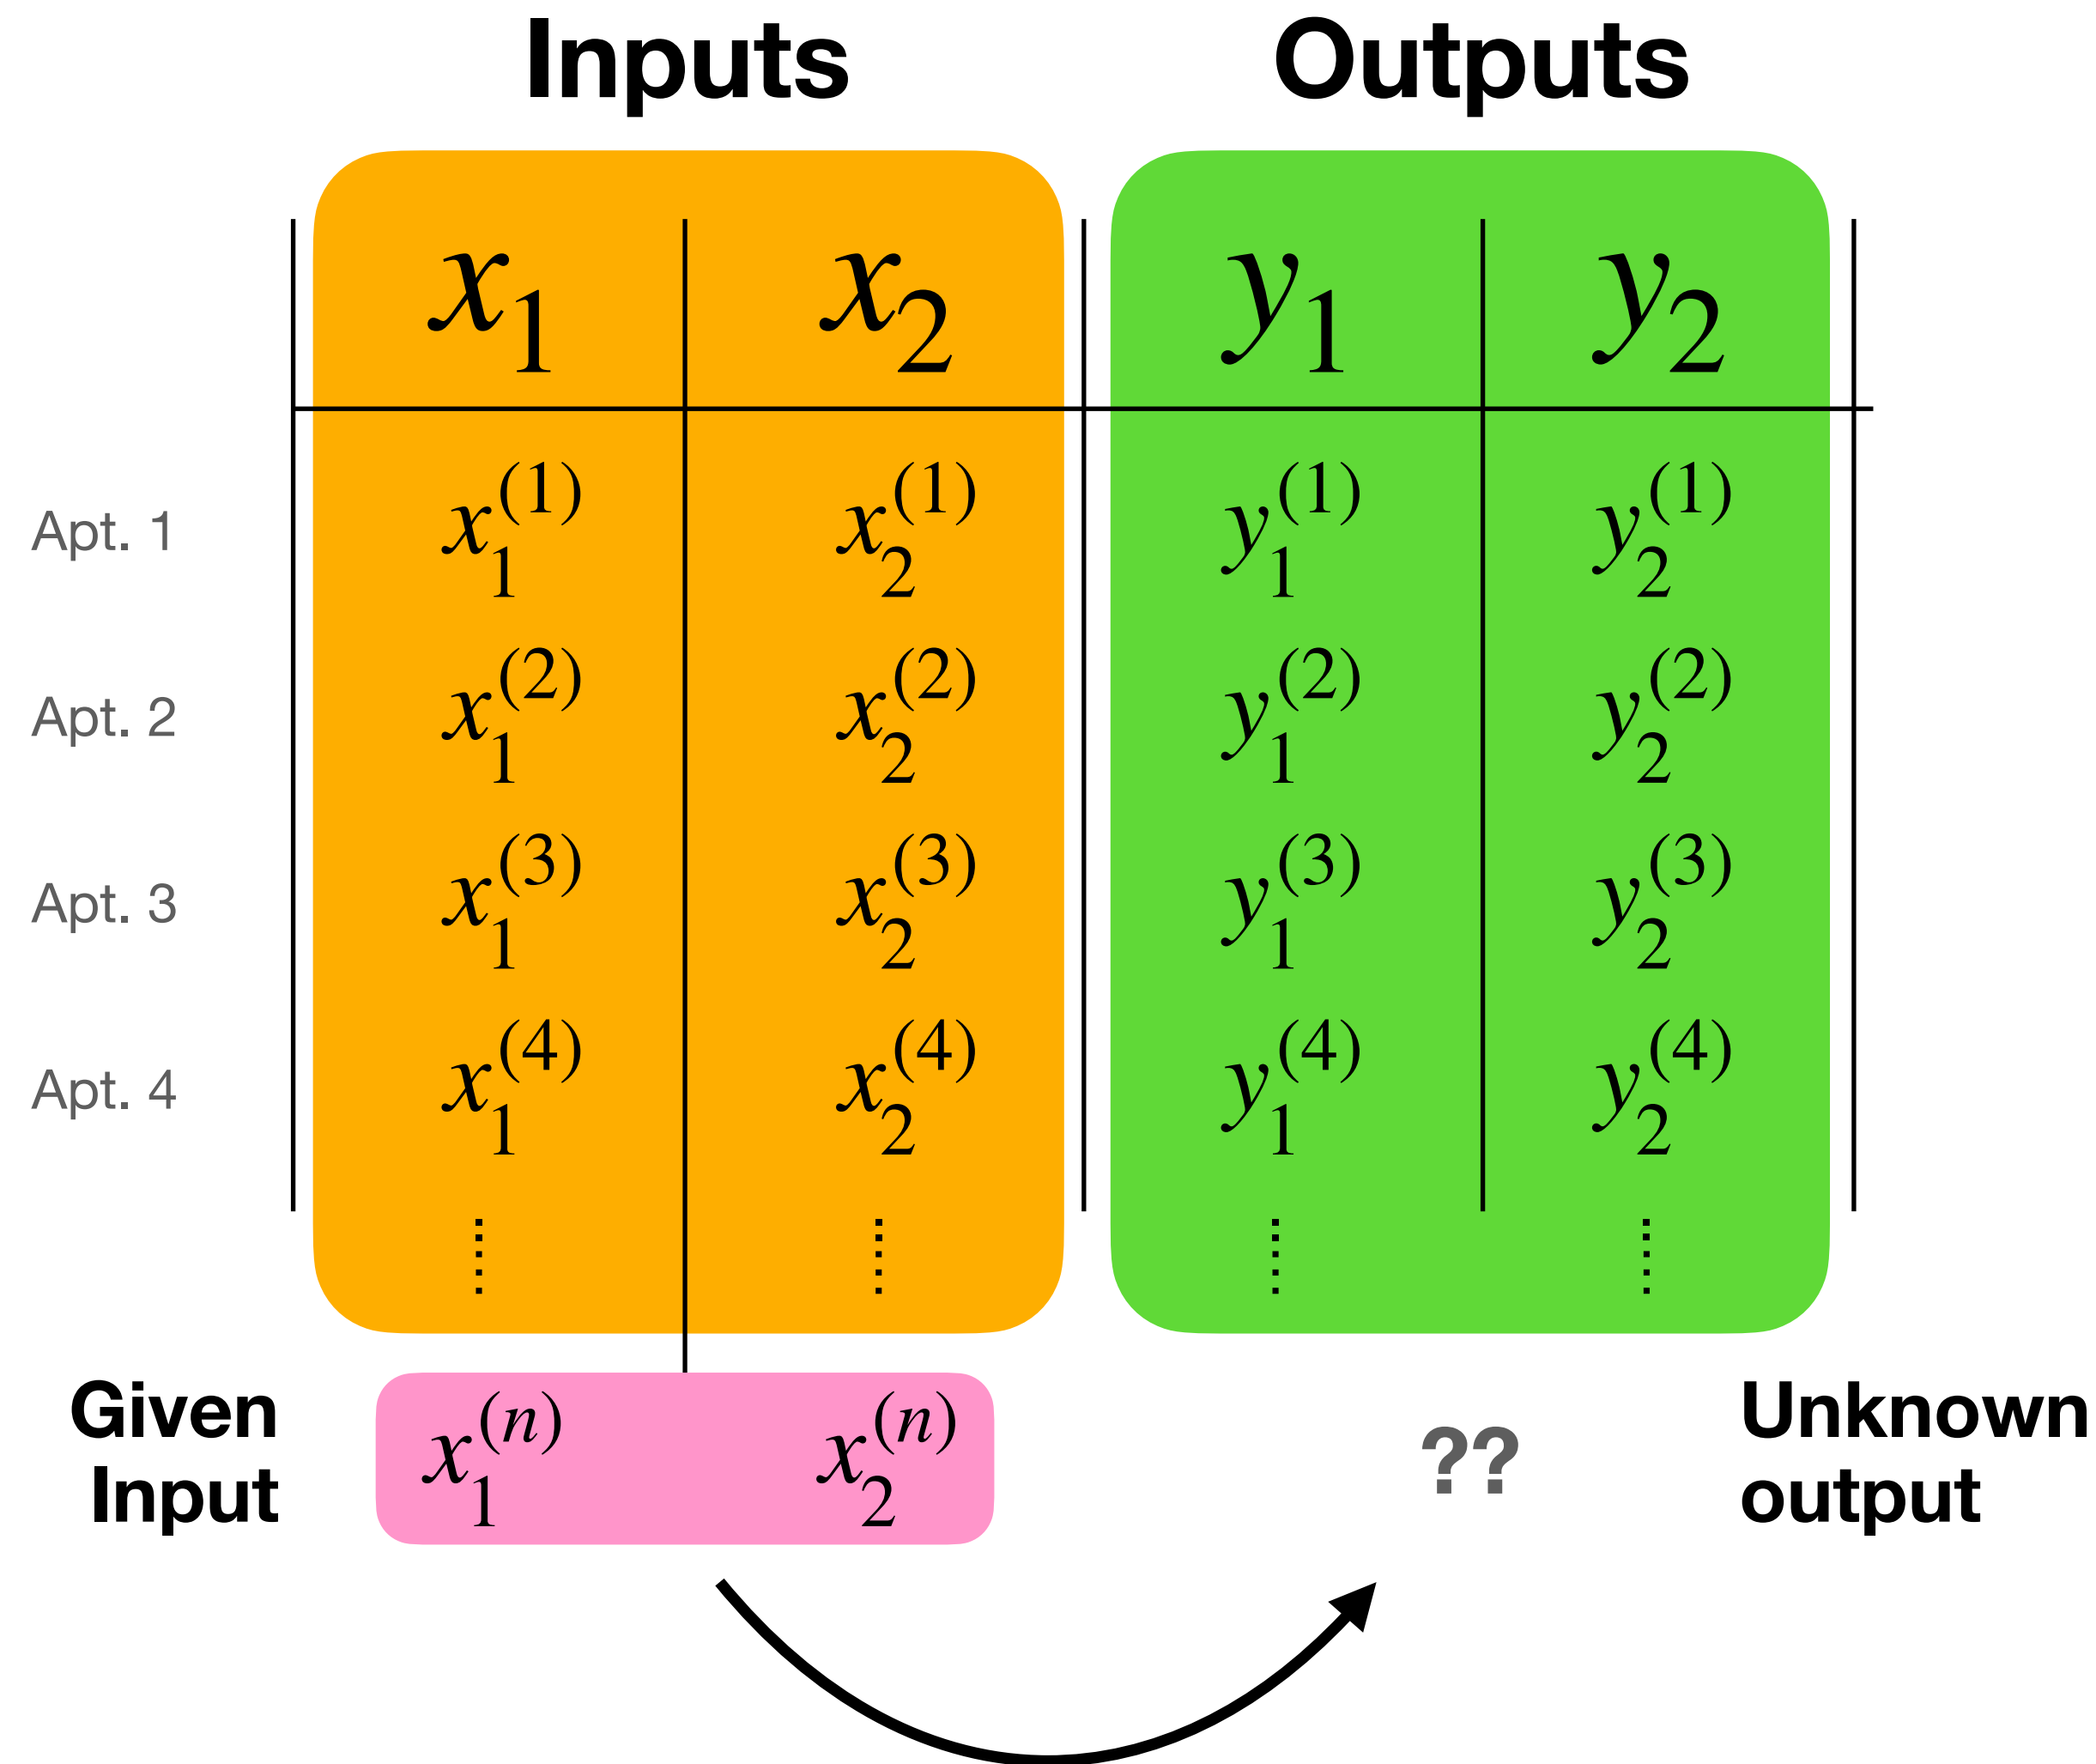 Inputs Outputs
x₁ x₂ y₁ y₂
Apt. 1 x₁⁽¹⁾ x₂⁽¹⁾ y₁⁽¹⁾ y₂⁽¹⁾
Apt. 2 x₁⁽²⁾ x₂⁽²⁾ y₁⁽²⁾ y₂⁽²⁾
Apt. 3 x₁⁽³⁾ x₂⁽³⁾ y₁⁽³⁾ y₂⁽³⁾
Apt. 4 x₁⁽⁴⁾ x₂⁽⁴⁾ y₁⁽⁴⁾ y₂⁽⁴⁾
Given
Input
x₁⁽ⁿ⁾ x₂⁽ⁿ⁾ ??
Unknown
output